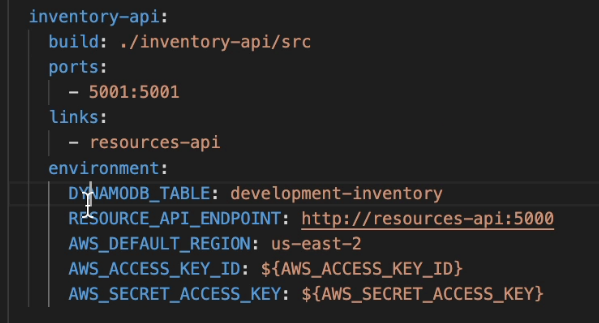 inventory-api:
build: ./inventory-api/src
ports:
- 5001:5001
links:
- resources-api
environment:
DYNAMODB_TABLE: development-inventory
RESOURCE_API_ENDPOINT: http://resources-api:5000
AWS_DEFAULT_REGION: us-east-2
AWS_ACCESS_KEY_ID: ${AWS_ACCESS_KEY_ID}
AWS_SECRET_ACCESS_KEY: ${AWS_SECRET_ACCESS_KEY}